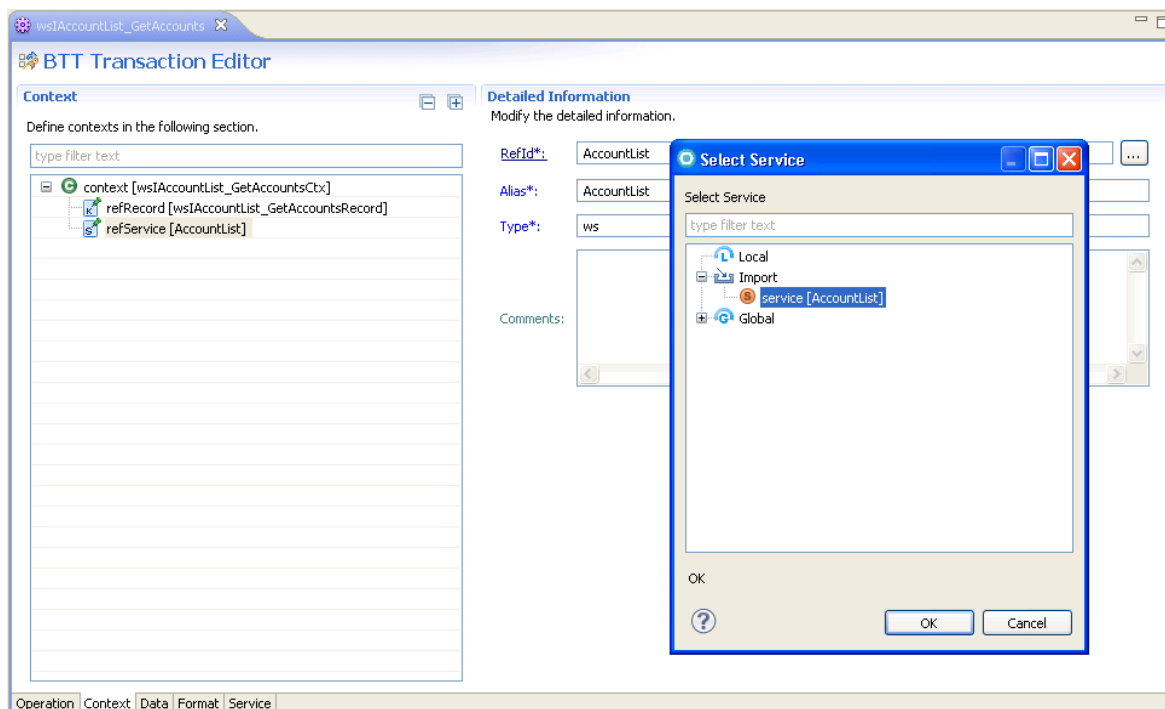 wsIAccountList_GetAccounts
BTT Transaction Editor
Context
Define contexts in the following section.
type filter text
context [wsIAccountList_GetAccountsCtx]
refRecord [wsIAccountList_GetAccountsRecord]
refService [AccountList]
Detailed Information
Modify the detailed information.
RefId*: AccountList ...
Alias*: AccountList
Type*: ws
Comments:
Select Service
Select Service
type filter text
Local
Import
service [AccountList]
Global
OK
OK Cancel
Operation Context Data Format Service